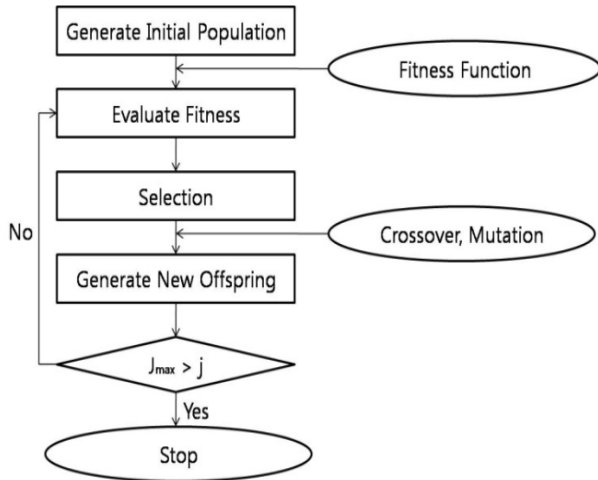 Generate Initial Population
Fitness Function
Evaluate Fitness
Selection
No
Crossover, Mutation
Generate New Offspring
Jmax > j
Yes
Stop